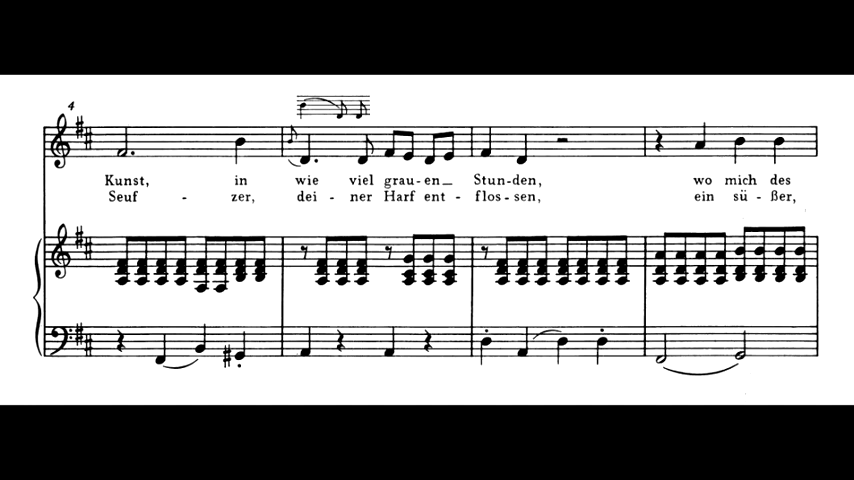 4
Kunst, in wie viel grau-en_ Stun-den, wo mich des
Seuf - zer, dei - ner Harf ent - flos - sen, ein sü - ßer,